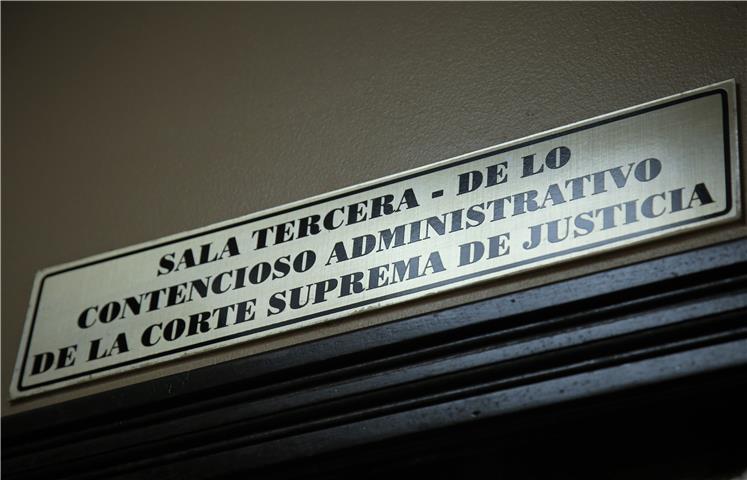 SALA TERCERA - DE LO
CONTENCIOSO ADMINISTRATIVO
DE LA CORTE SUPREMA DE JUSTICIA